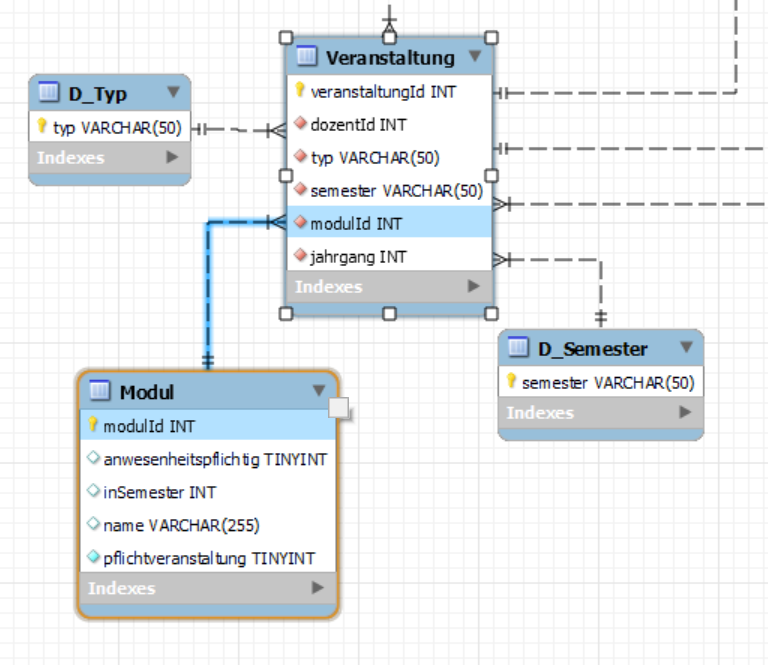 Veranstaltung
veranstaltungId INT
dozentId INT
typ VARCHAR(50)
semester VARCHAR(50)
modulId INT
jahrgang INT
Indexes
D_Typ
typ VARCHAR(50)
Indexes
D_Semester
semester VARCHAR(50)
Indexes
Modul
modulId INT
anwesenheitspflichtig TINYINT
inSemester INT
name VARCHAR(255)
pflichtveranstaltung TINYINT
Indexes